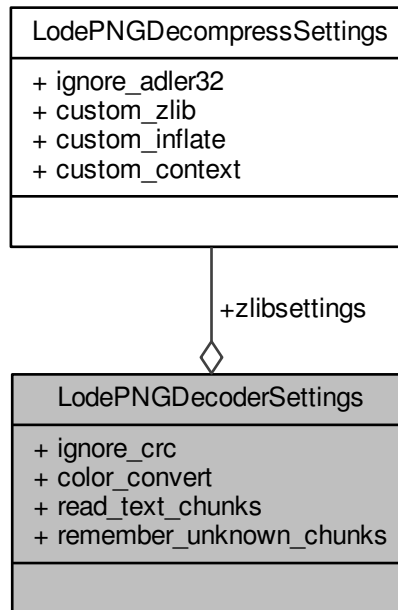 LodePNGDecompressSettings
+ ignore_adler32
+ custom_zlib
+ custom_inflate
+ custom_context
+zlibsettings
LodePNGDecoderSettings
+ ignore_crc
+ color_convert
+ read_text_chunks
+ remember_unknown_chunks